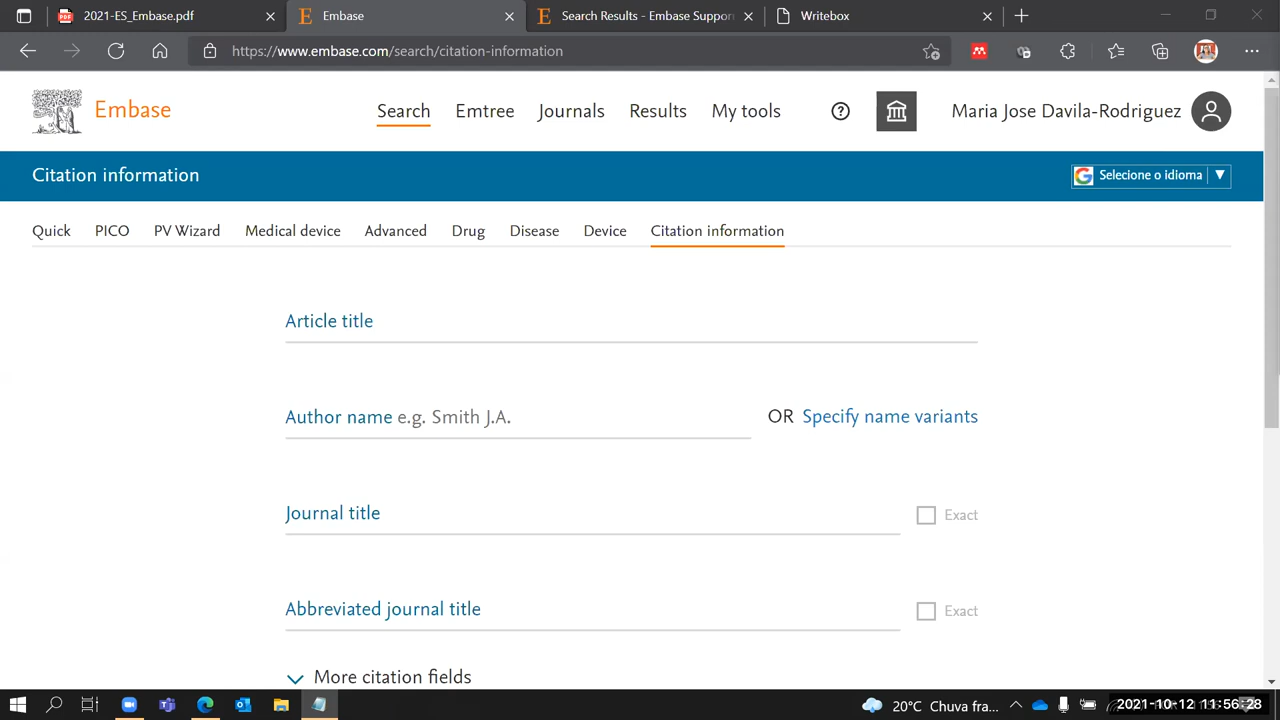 2021-ES_Embase.pdf
Embase
Search Results - Embase Suppor
Writebox
https://www.embase.com/search/citation-information
Embase
Search
Emtree
Journals
Results
My tools
Maria Jose Davila-Rodriguez
Citation information
Selecione o idioma
Quick
PICO
PV Wizard
Medical device
Advanced
Drug
Disease
Device
Citation information
Article title
Author name e.g. Smith J.A.
OR Specify name variants
Journal title
Exact
Abbreviated journal title
Exact
More citation fields
20°C Chuva fra...
2021-10-12 11:56:28